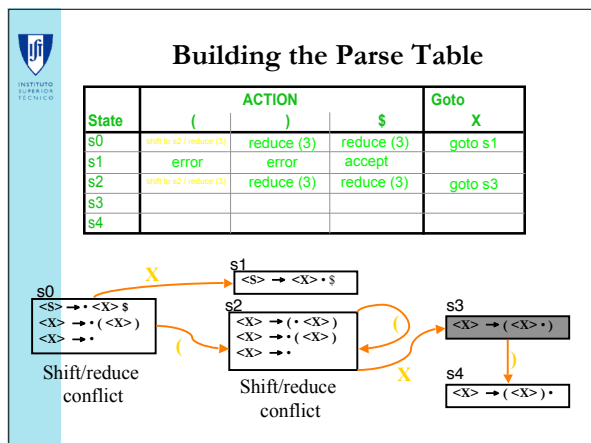 INSTITUTO
SUPERIOR
TÉCNICO
Building the Parse Table
ACTION Goto
State ( ) $ X
s0 shift to s2 / reduce (3) reduce (3) reduce (3) goto s1
s1 error error accept
s2 shift to s2 / reduce (3) reduce (3) reduce (3) goto s3
s3
s4
s0
<S> → • <X>$
<X> → • ( <X> )
<X> → •
Shift/reduce
conflict
X
(
s1
<S> → <X> • $
s2
<X> → ( • <X> )
<X> → • ( <X> )
<X> → •
Shift/reduce
conflict
(
X
s3
<X> → ( <X> • )
)
s4
<X> → ( <X> ) •